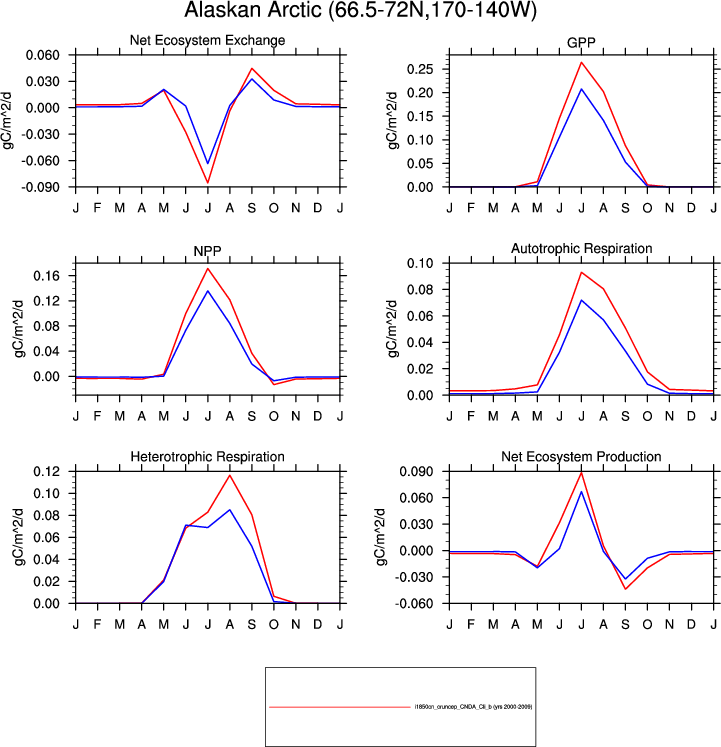 Alaskan Arctic (66.5-72N,170-140W)
Net Ecosystem Exchange
gC/m^2/d
0.060
0.030
0.000
-0.030
-0.060
-0.090
J F M A M J J A S O N D J
GPP
gC/m^2/d
0.25
0.20
0.15
0.10
0.05
0.00
J F M A M J J A S O N D J
NPP
gC/m^2/d
0.16
0.12
0.08
0.04
0.00
J F M A M J J A S O N D J
Autotrophic Respiration
gC/m^2/d
0.10
0.08
0.06
0.04
0.02
0.00
J F M A M J J A S O N D J
Heterotrophic Respiration
gC/m^2/d
0.12
0.10
0.08
0.06
0.04
0.02
0.00
J F M A M J J A S O N D J
Net Ecosystem Production
gC/m^2/d
0.090
0.060
0.030
0.000
-0.030
-0.060
J F M A M J J A S O N D J
i1850cn_cruncep_CNDA_Cli_b (yrs 2000-2009)